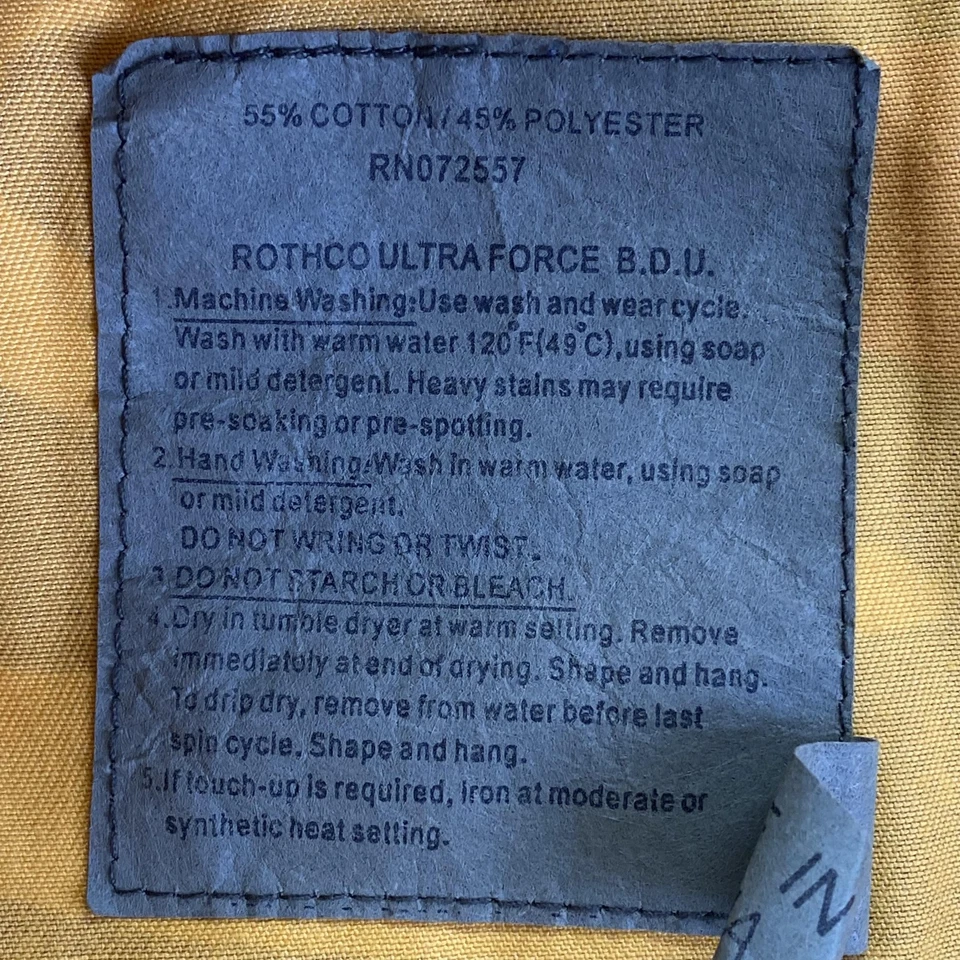 55% COTTON/45% POLYESTER
RN072557
ROTHCO ULTRA FORCE B.D.U.
1.Machine Washing:Use wash and wear cycle.
Wash with warm water 120°F(49°C),using soap
or mild detergent. Heavy stains may require
pre-soaking or pre-spotting.
2.Hand Washing:Wash in warm water, using soap
or mild detergent.
DO NOT WRING OR TWIST.
3.DO NOT STARCH OR BLEACH.
4.Dry in tumble dryer at warm setting. Remove
immediately at end of drying. Shape and hang.
To drip dry, remove from water before last
spin cycle. Shape and hang.
5.If touch-up is required, iron at moderate or
synthetic heat setting.
IN